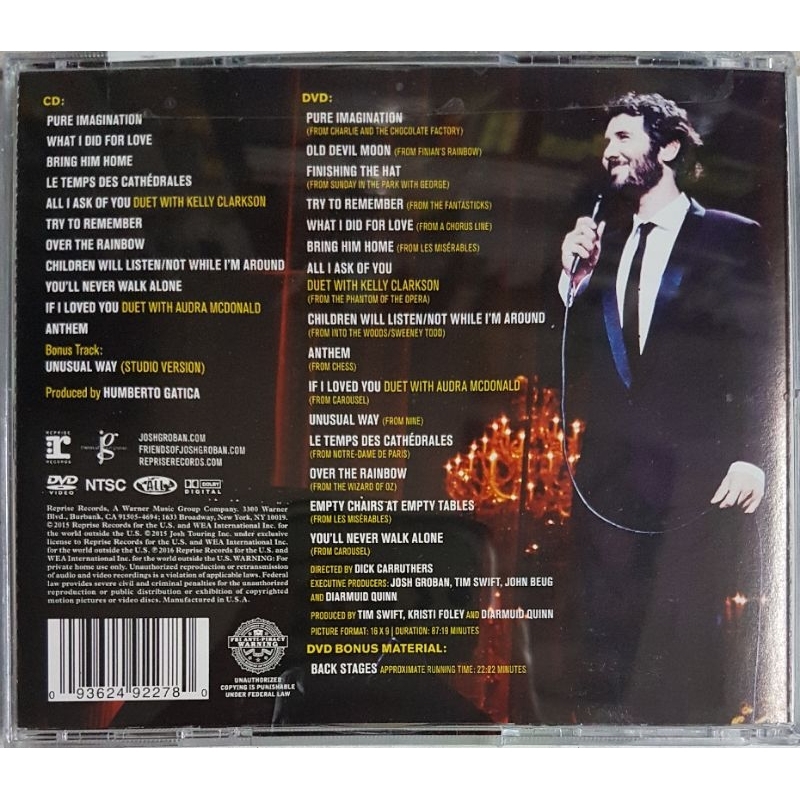 CD:
PURE IMAGINATION
WHAT I DID FOR LOVE
BRING HIM HOME
LE TEMPS DES CATHÉDRALES
ALL I ASK OF YOU DUET WITH KELLY CLARKSON
TRY TO REMEMBER
OVER THE RAINBOW
CHILDREN WILL LISTEN/NOT WHILE I'M AROUND
YOU'LL NEVER WALK ALONE
IF I LOVED YOU DUET WITH AUDRA MCDONALD
ANTHEM
Bonus Track:
UNUSUAL WAY (STUDIO VERSION)
Produced by HUMBERTO GATICA
REPRISE
r
RECORDS
JOSHGROBAN.COM
FRIENDSOFJOSHGROBAN.COM
REPRISERECORDS.COM
DVD
VIDEO
NTSC
ALL
DOLBY
DIGITAL
Reprise Records, A Warner Music Group Company. 3300 Warner
Blvd., Burbank, CA 91505-4694; 1633 Broadway, New York, NY 10019.
©2015 Reprise Records for the U.S. and WEA International Inc. for
the world outside the U.S. ©2015 Josh Touring Inc. under exclusive
license to Reprise Records for the U.S. and WEA International Inc.
for the world outside the U.S. ℗2016 Reprise Records for the U.S. and
WEA International Inc. for the world outside the U.S. WARNING: For
private home use only. Unauthorized reproduction or retransmission
of audio and video recordings is a violation of applicable laws. Federal
law provides severe civil and criminal penalties for the unauthorized
reproduction or public distribution or exhibition of copyrighted
motion pictures or video discs. Manufactured in U.S.A.
0 93624 92278 0
FBI ANTI-PIRACY
WARNING
UNAUTHORIZED
COPYING IS PUNISHABLE
UNDER FEDERAL LAW
DVD:
PURE IMAGINATION
(FROM CHARLIE AND THE CHOCOLATE FACTORY)
OLD DEVIL MOON (FROM FINIAN'S RAINBOW)
FINISHING THE HAT
(FROM SUNDAY IN THE PARK WITH GEORGE)
TRY TO REMEMBER (FROM THE FANTASTICKS)
WHAT I DID FOR LOVE (FROM A CHORUS LINE)
BRING HIM HOME (FROM LES MISÉRABLES)
ALL I ASK OF YOU
DUET WITH KELLY CLARKSON
(FROM THE PHANTOM OF THE OPERA)
CHILDREN WILL LISTEN/NOT WHILE I'M AROUND
(FROM INTO THE WOODS/SWEENEY TODD)
ANTHEM
(FROM CHESS)
IF I LOVED YOU DUET WITH AUDRA MCDONALD
(FROM CAROUSEL)
UNUSUAL WAY (FROM NINE)
LE TEMPS DES CATHÉDRALES
(FROM NOTRE-DAME DE PARIS)
OVER THE RAINBOW
(FROM THE WIZARD OF OZ)
EMPTY CHAIRS AT EMPTY TABLES
(FROM LES MISÉRABLES)
YOU'LL NEVER WALK ALONE
(FROM CAROUSEL)
DIRECTED BY DICK CARRUTHERS
EXECUTIVE PRODUCERS: JOSH GROBAN, TIM SWIFT, JOHN BEUG
AND DIARMUID QUINN
PRODUCED BY TIM SWIFT, KRISTI FOLEY AND DIARMUID QUINN
PICTURE FORMAT: 16 X 9 | DURATION: 87:19 MINUTES
DVD BONUS MATERIAL:
BACK STAGES APPROXIMATE RUNNING TIME: 22:22 MINUTES